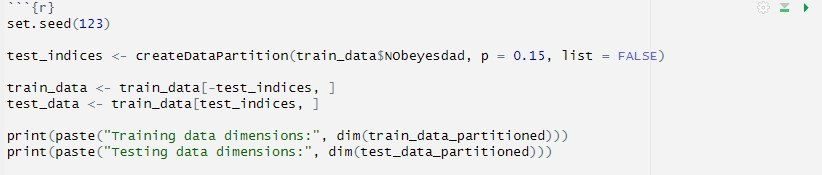 ```{r}
set.seed(123)
test_indices <- createDataPartition(train_data$NObeyesdad, p = 0.15, list = FALSE)
train_data <- train_data[-test_indices, ]
test_data <- train_data[test_indices, ]
print(paste("Training data dimensions:", dim(train_data_partitioned)))
print(paste("Testing data dimensions:", dim(test_data_partitioned)))